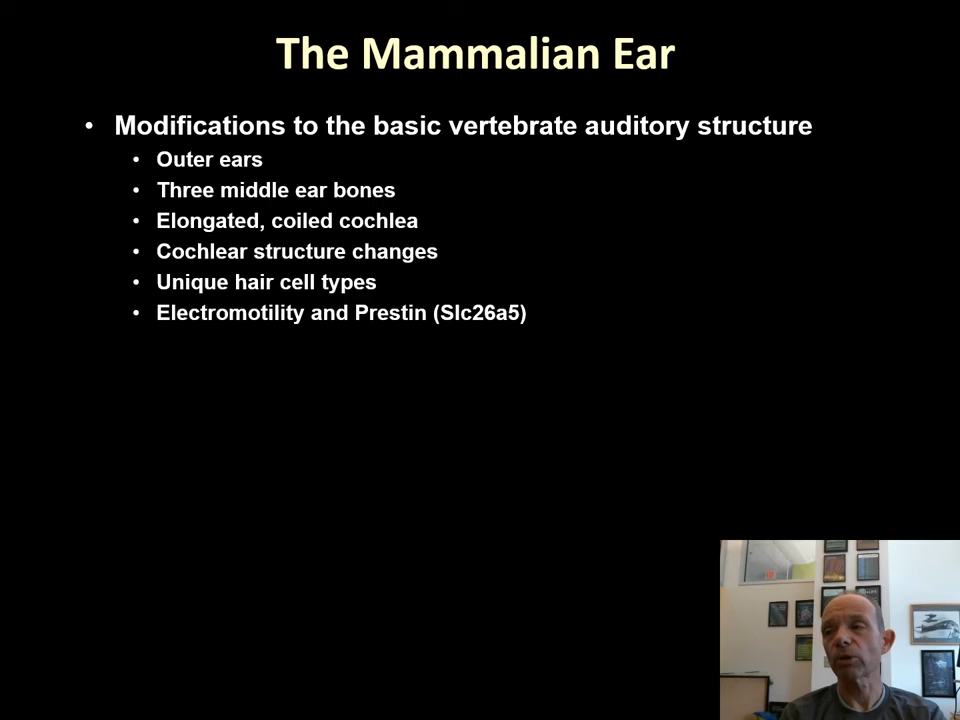 The Mammalian Ear
• Modifications to the basic vertebrate auditory structure
• Outer ears
• Three middle ear bones
• Elongated, coiled cochlea
• Cochlear structure changes
• Unique hair cell types
• Electromotility and Prestin (Slc26a5)